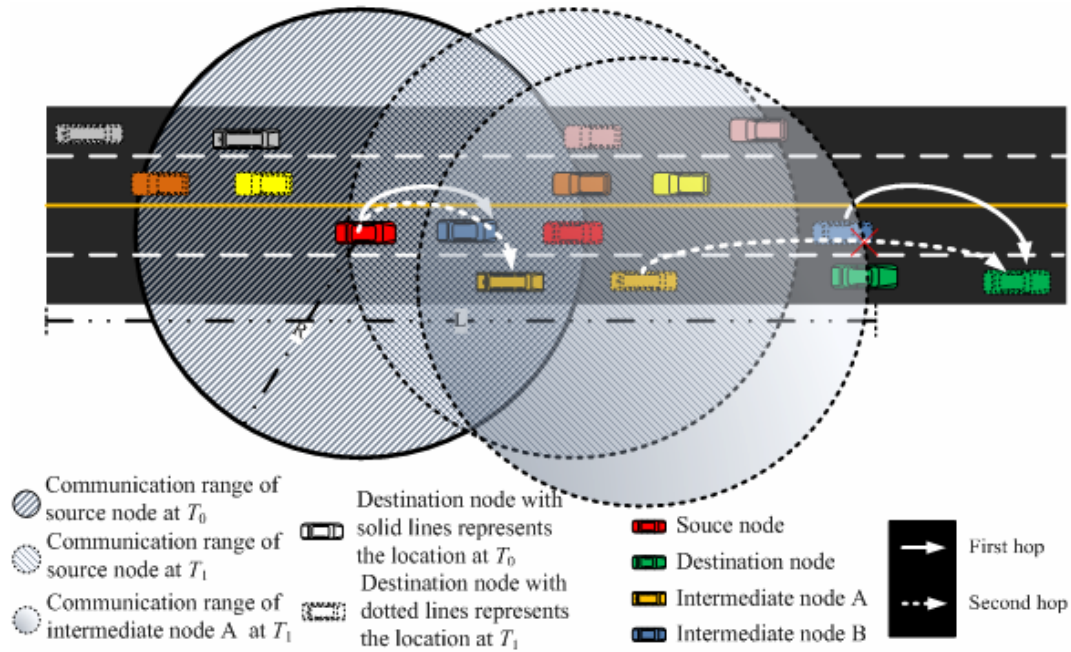 R
L
Communication range of
source node at T0
Communication range of
source node at T1
Communication range of
intermediate node A at T1
Destination node with
solid lines represents
the location at T0
Destination node with
dotted lines represents
the location at T1
Souce node
Destination node
Intermediate node A
Intermediate node B
First hop
Second hop